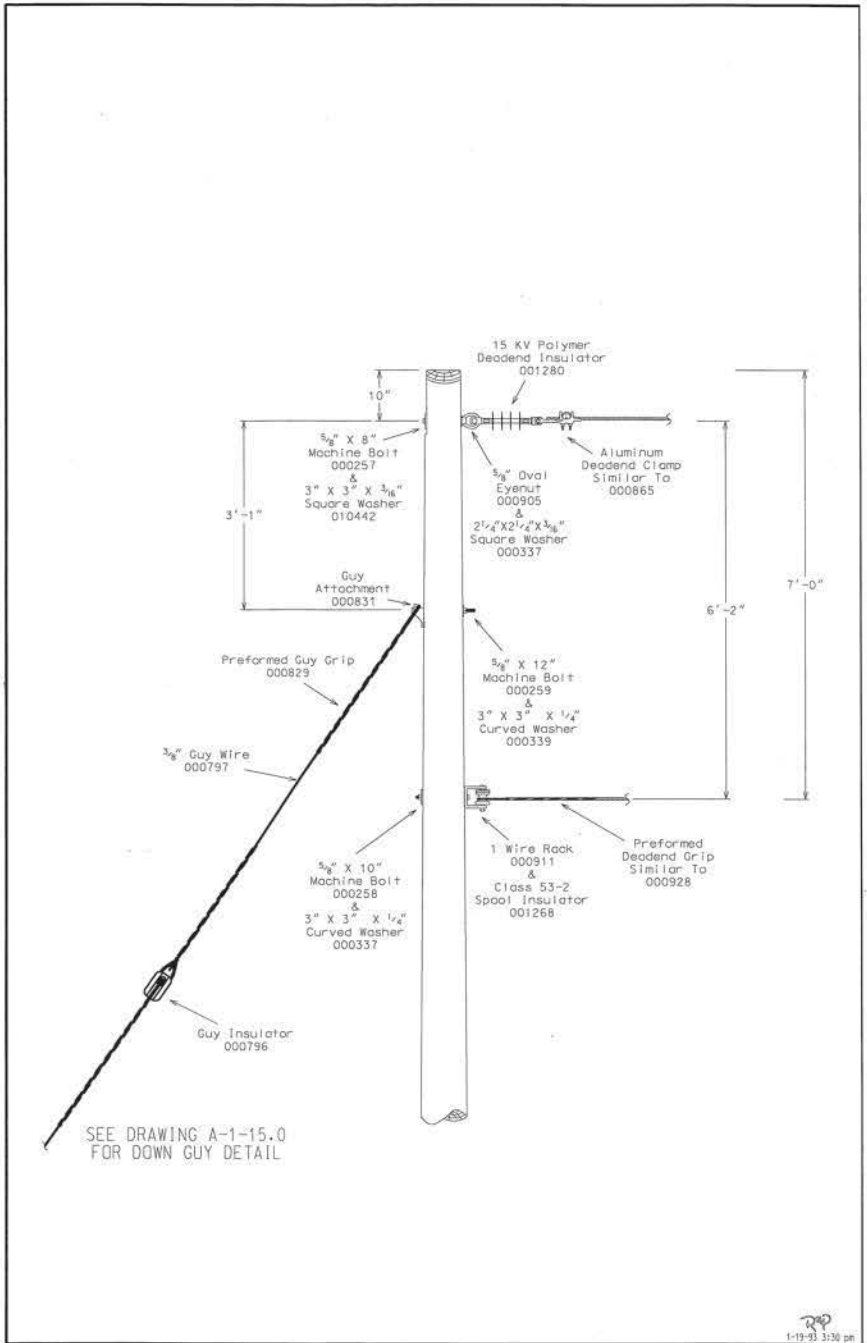 15 KV Polymer
Deadend Insulator
001280
10"
5/8" X 8"
Machine Bolt
000257
&
3" X 3" X 3/16"
Square Washer
010442
5/8" Oval
Eyenut
000905
&
2 1/4"X2 1/4"X3/16"
Square Washer
000337
Aluminum
Deadend Clamp
Similar To
000865
3'-1"
7'-0"
6'-2"
Guy
Attachment
000831
Preformed Guy Grip
000829
5/8" X 12"
Machine Bolt
000259
&
3" X 3" X 1/4"
Curved Washer
000339
3/8" Guy Wire
000797
5/8" X 10"
Machine Bolt
000258
&
3" X 3" X 1/4"
Curved Washer
000337
1 Wire Rack
000911
&
Class 53-2
Spool Insulator
001268
Preformed
Deadend Grip
Similar To
000928
Guy Insulator
000796
SEE DRAWING A-1-15.0
FOR DOWN GUY DETAIL
1-19-93 3:30 pm